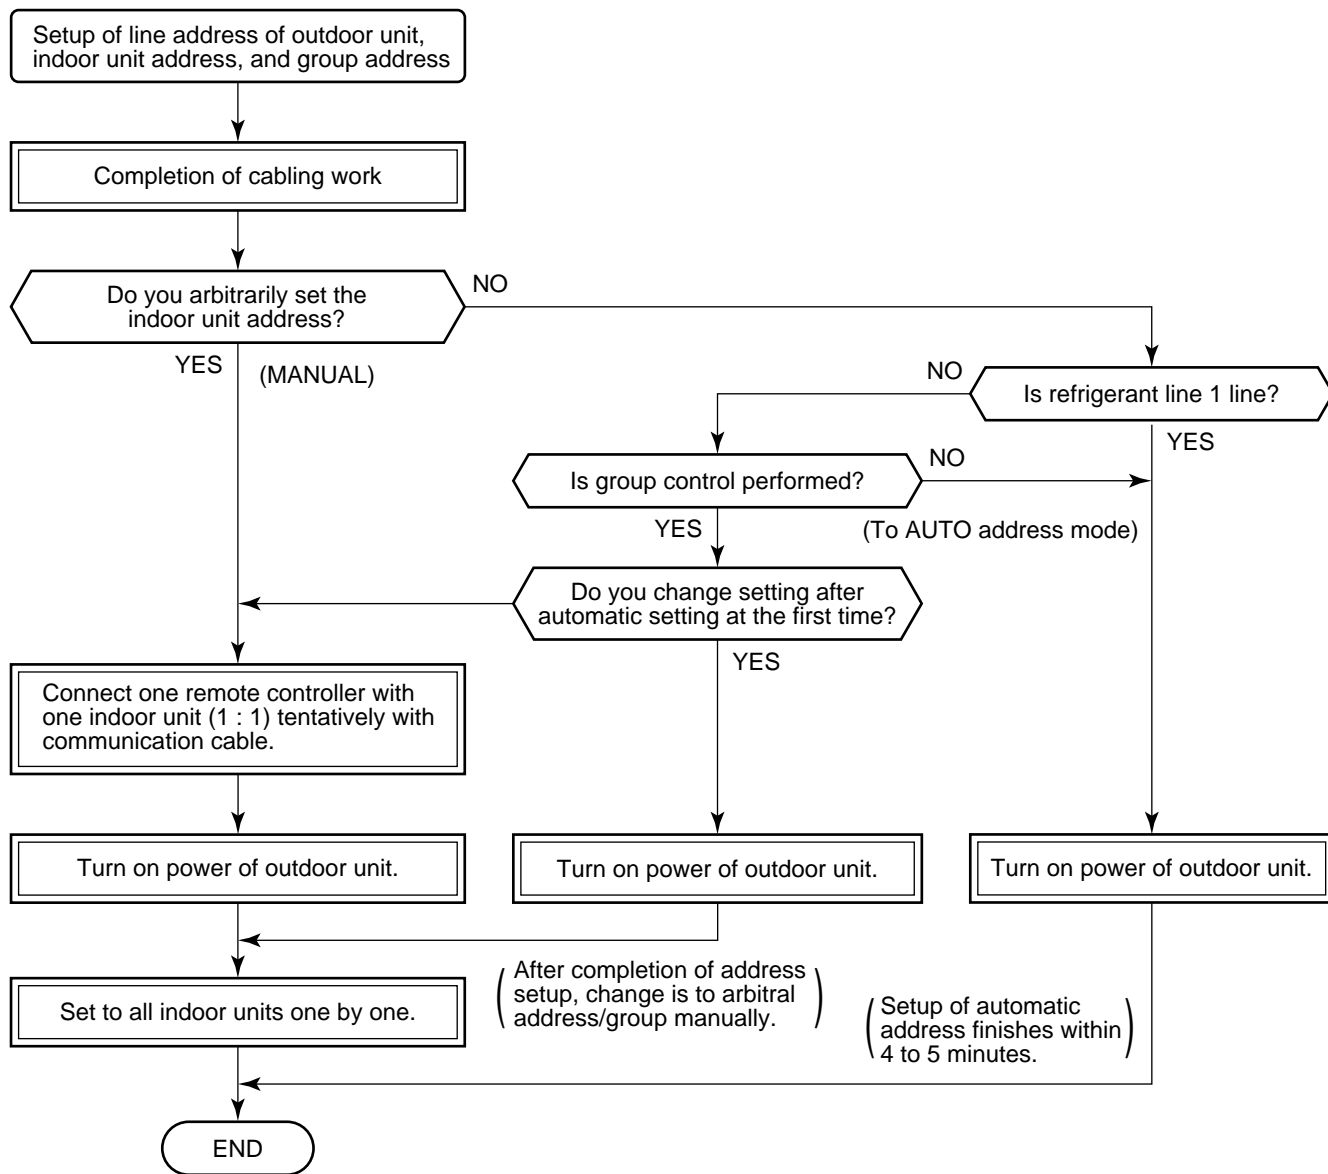 Setup of line address of outdoor unit,
indoor unit address, and group address
Completion of cabling work
Do you arbitrarily set the
indoor unit address?
NO
YES
(MANUAL)
NO
Is refrigerant line 1 line?
YES
Is group control performed?
NO
YES
(To AUTO address mode)
Do you change setting after
automatic setting at the first time?
YES
Connect one remote controller with
one indoor unit (1 : 1) tentatively with
communication cable.
Turn on power of outdoor unit.
Turn on power of outdoor unit.
Turn on power of outdoor unit.
(After completion of address
setup, change is to arbitral
address/group manually.)
Set to all indoor units one by one.
(Setup of automatic
address finishes within
4 to 5 minutes.)
END